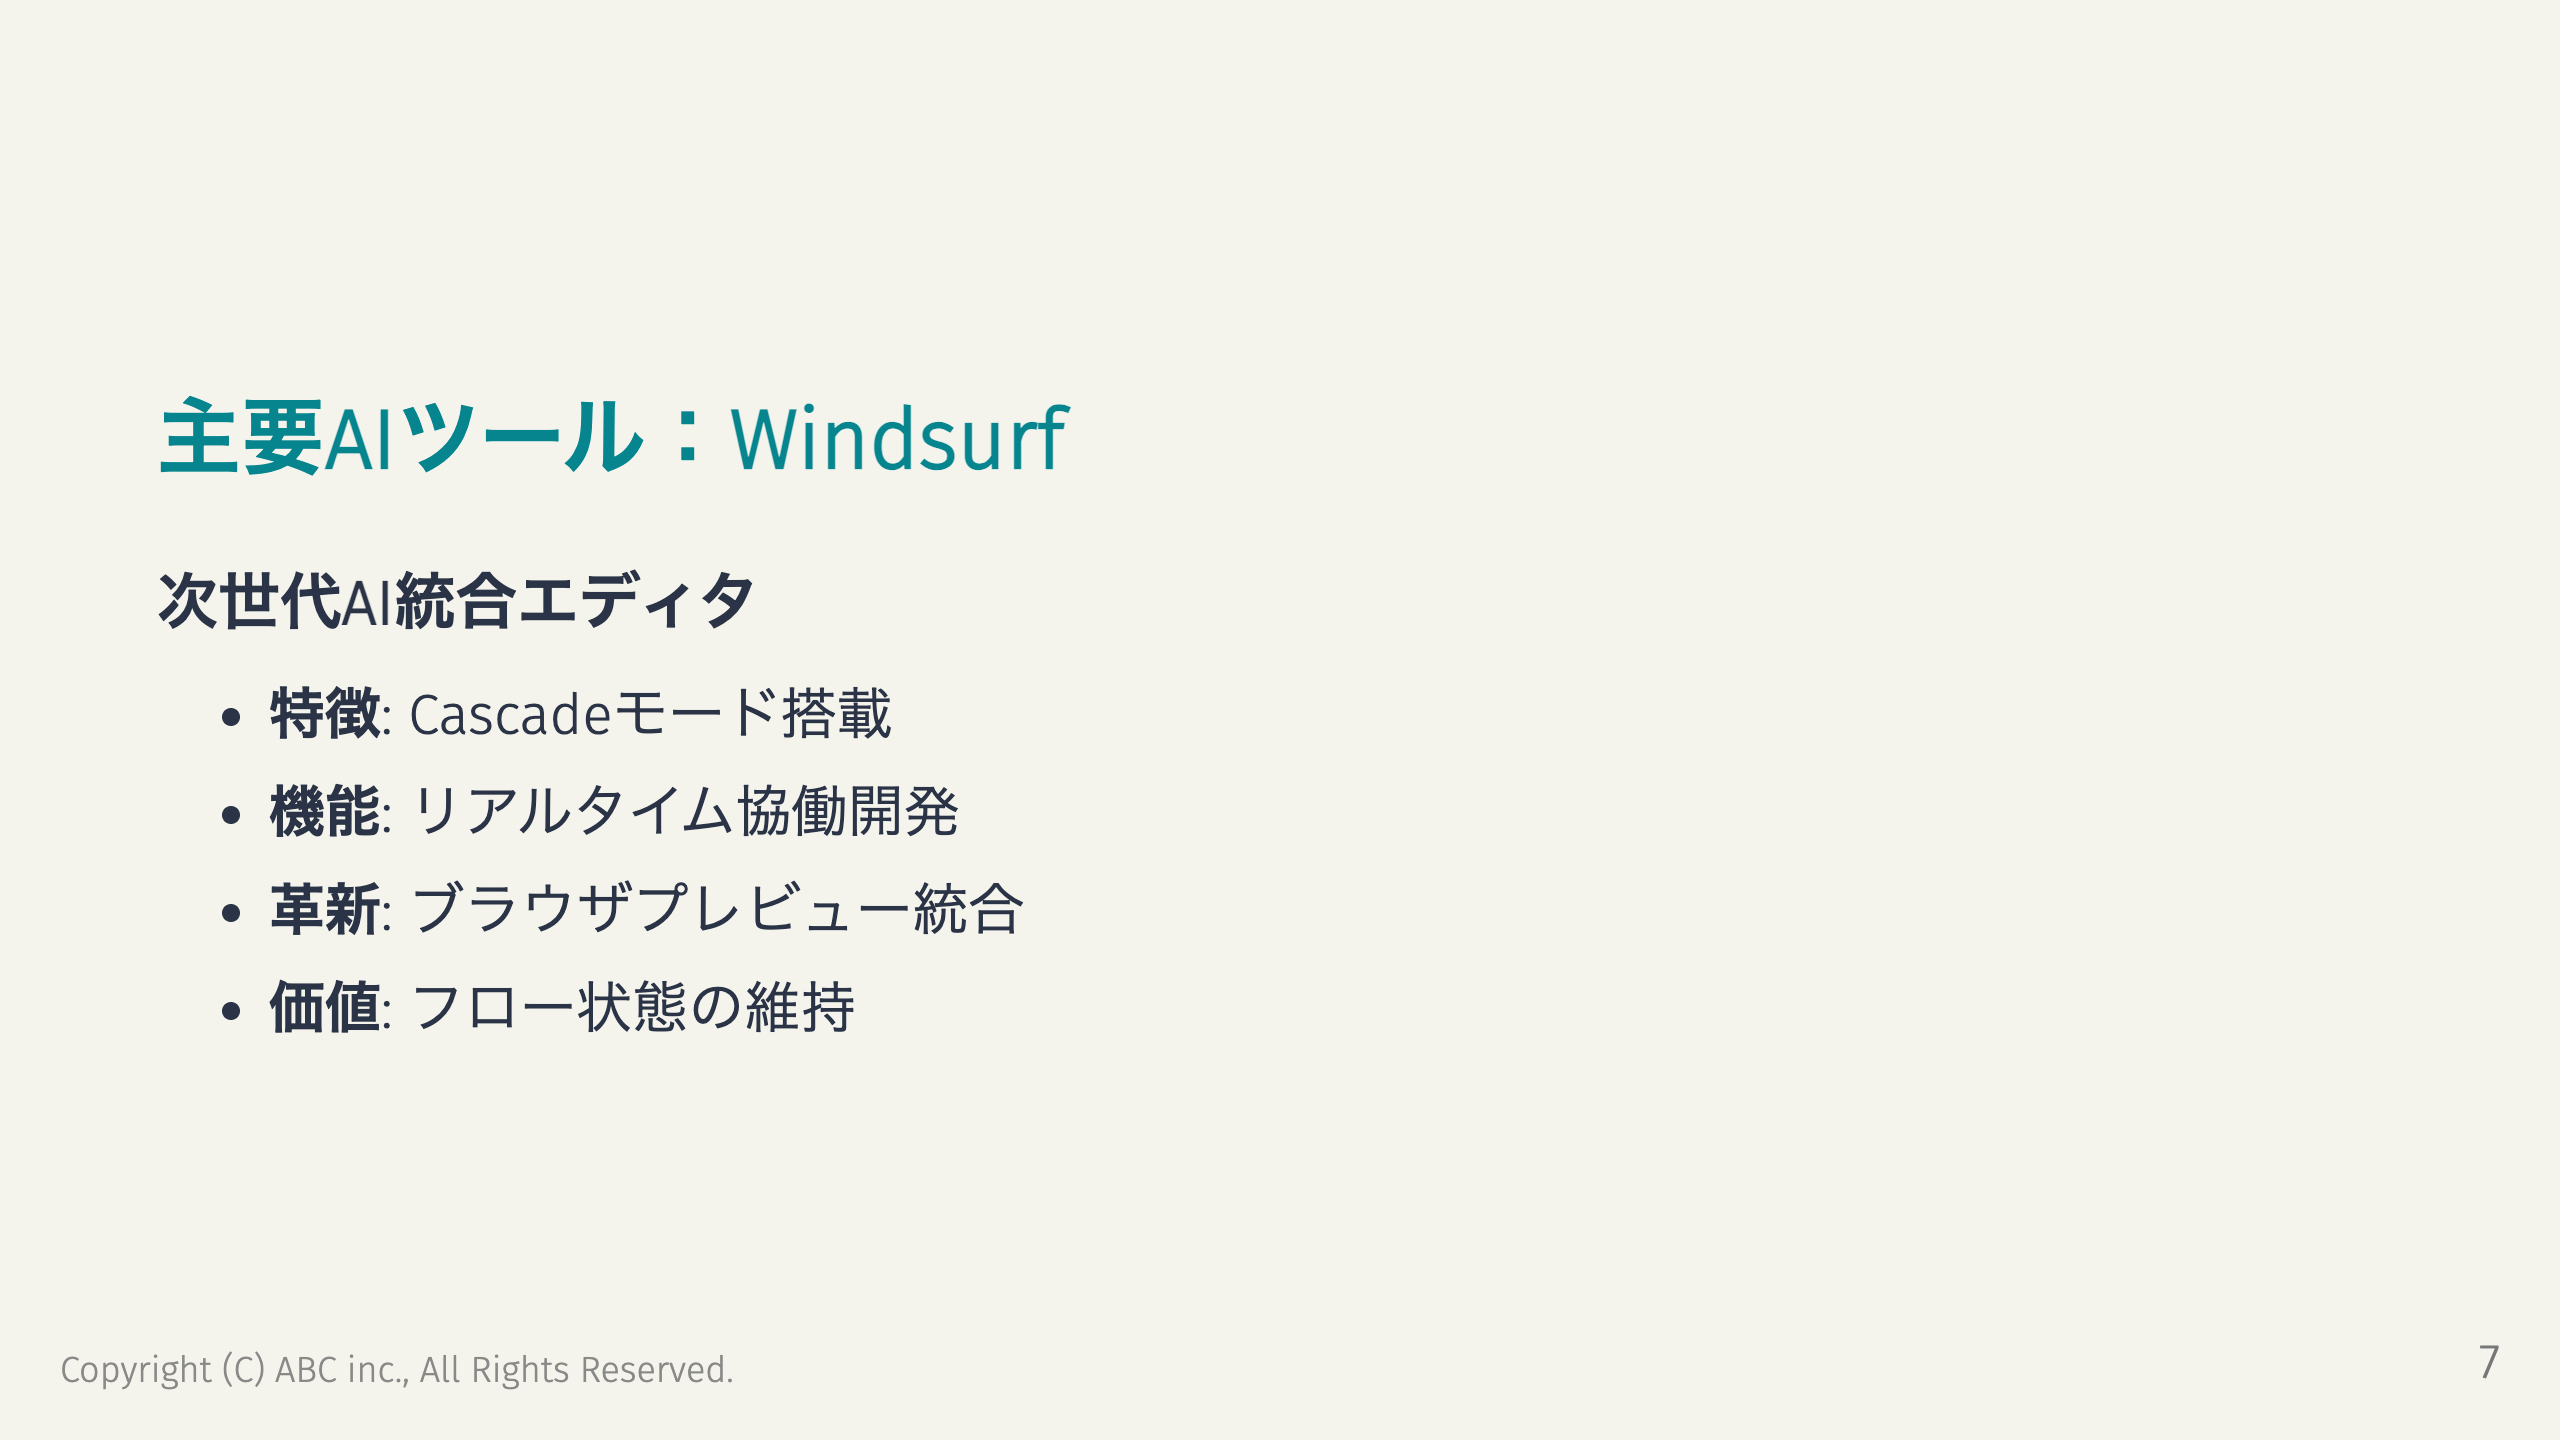 主要AIツール：Windsurf
次世代AI統合エディタ
• 特徴: Cascadeモード搭載
• 機能: リアルタイム協働開発
• 革新: ブラウザプレビュー統合
• 価値: フロー状態の維持
Copyright (C) ABC inc., All Rights Reserved.
7